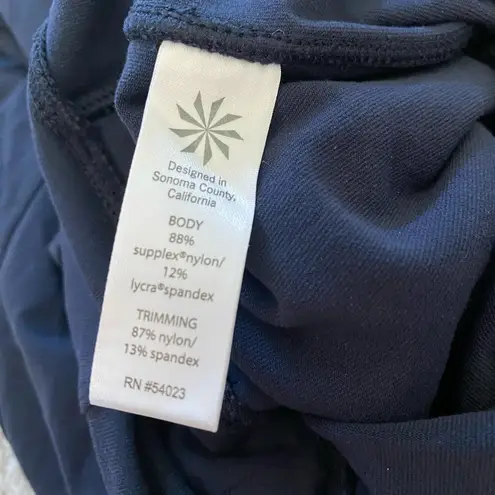 Designed in
Sonoma County,
California
BODY
88%
supplex®nylon/
12%
lycra®spandex
TRIMMING
87% nylon/
13% spandex
RN #54023